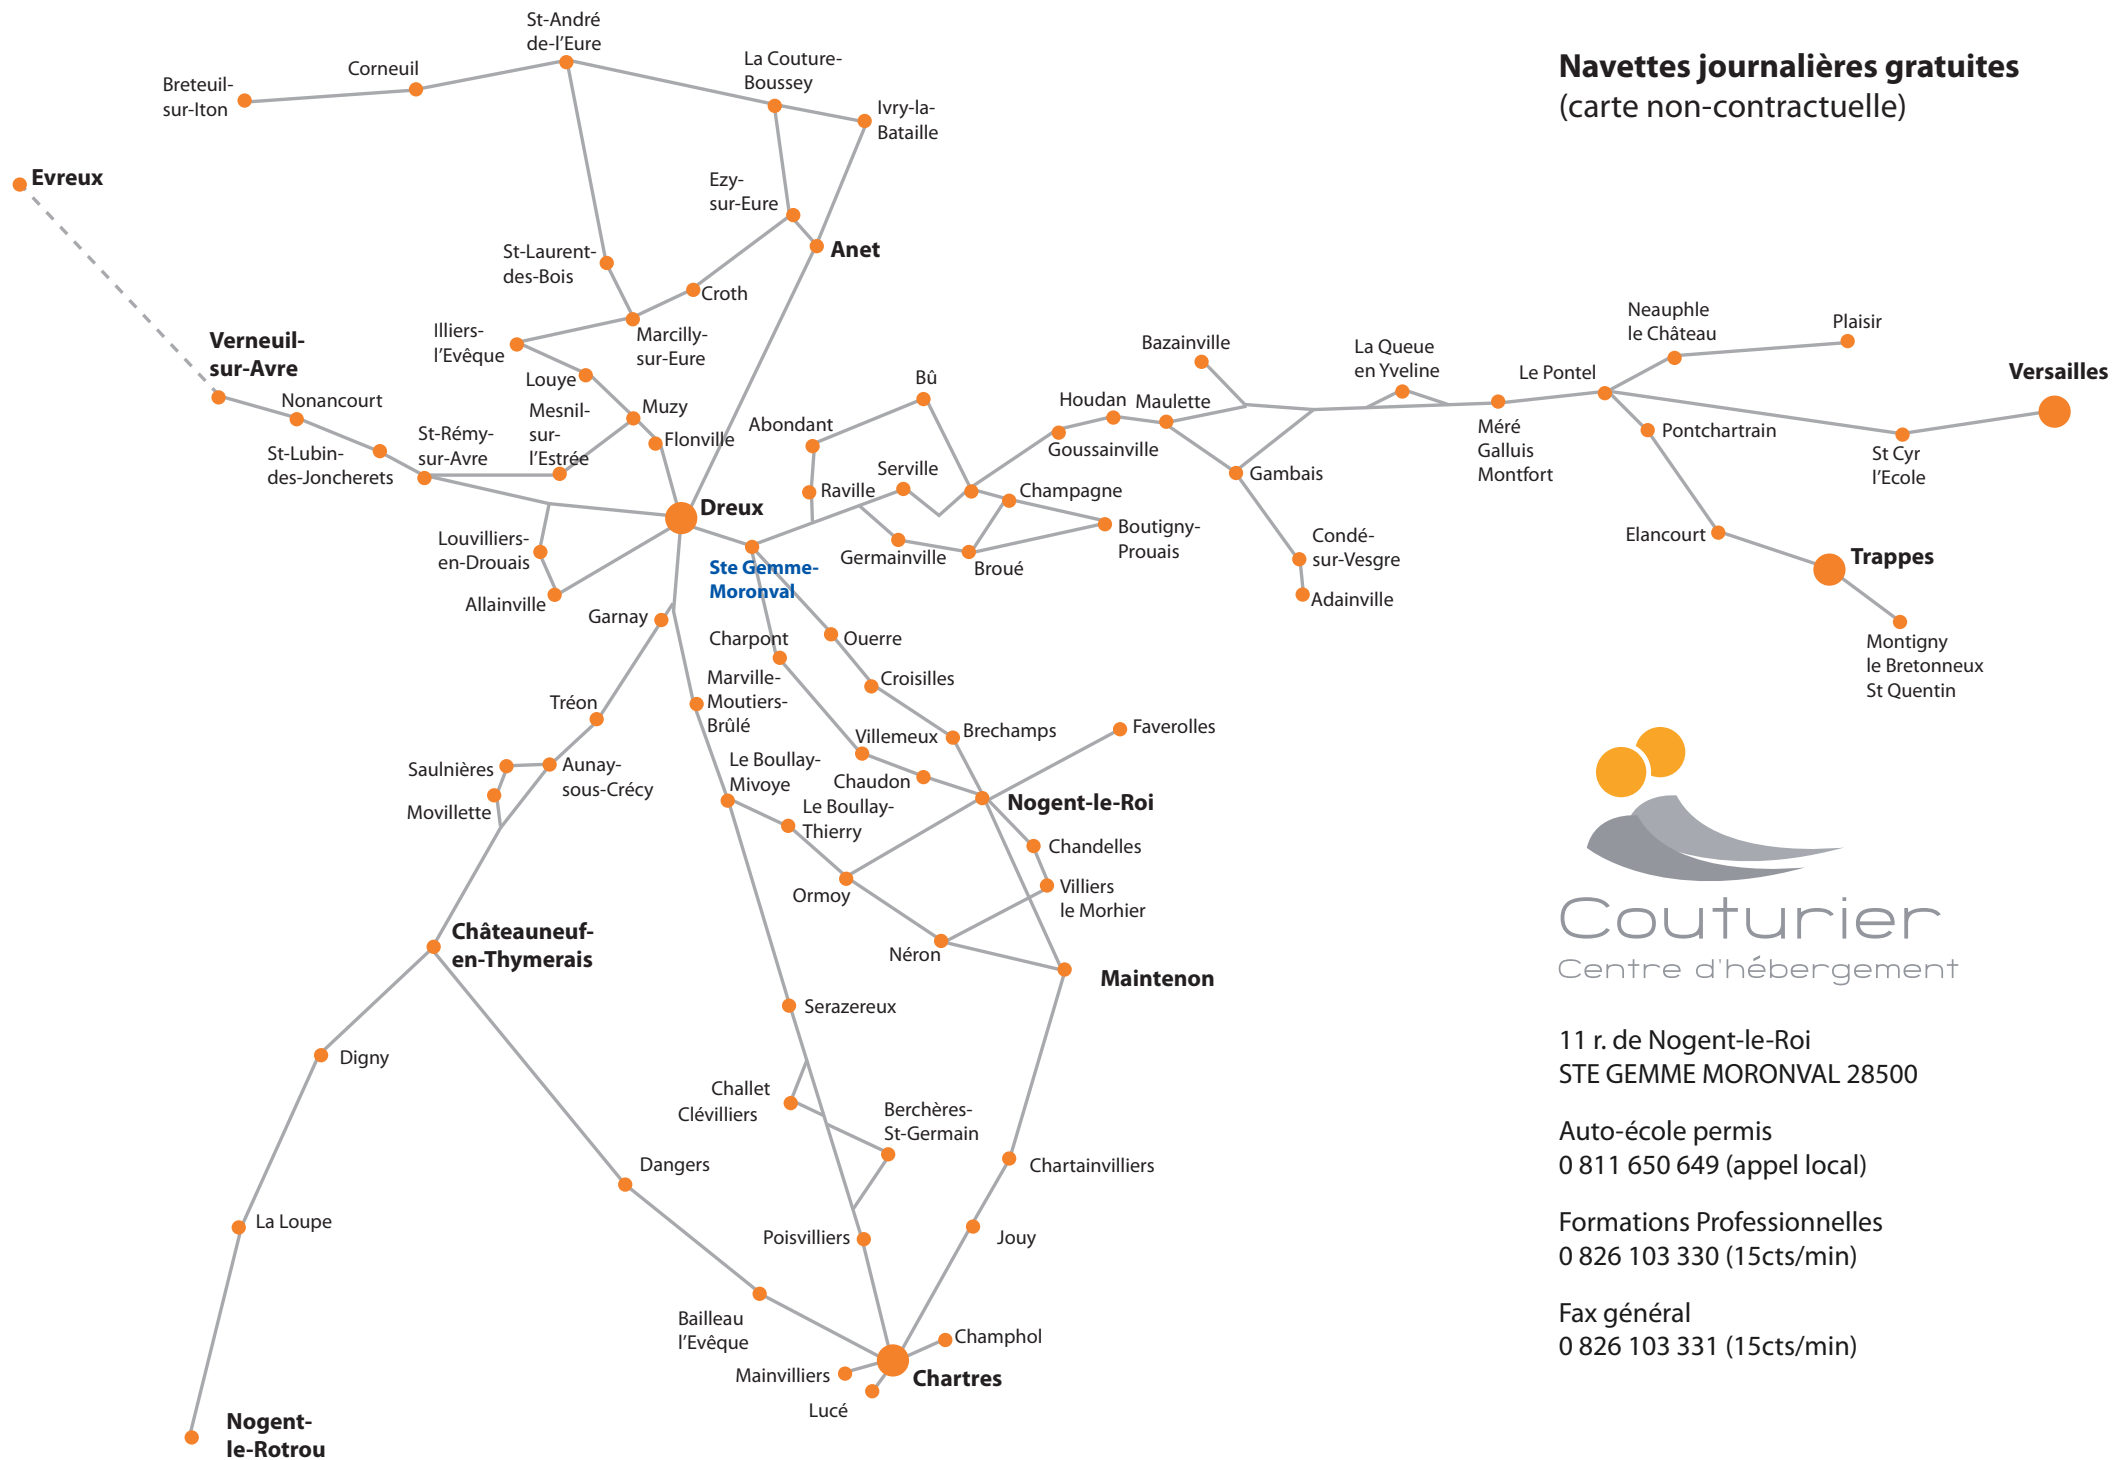 St-André
de-l'Eure
Corneuil
La Couture-
Boussey
Breteuil-
sur-Iton
Ivry-la-
Bataille
Navettes journalières gratuites
(carte non-contractuelle)
Evreux
Ezy-
sur-Eure
Anet
St-Laurent-
des-Bois
Croth
Illiers-
l'Evêque
Marcilly-
sur-Eure
Verneuil-
sur-Avre
Louye
Nonancourt
Mesnil-
sur-
l'Estrée
Muzy
Flonville
St-Rémy-
sur-Avre
St-Lubin-
des-Joncherets
Abondant
Bû
Raville
Serville
Houdan
Maulette
Goussainville
Bazainville
La Queue
en Yveline
Le Pontel
Neauphle
le Château
Plaisir
Versailles
Méré
Galluis
Montfort
Pontchartrain
St Cyr
l'Ecole
Gambais
Dreux
Champagne
Boutigny-
Prouais
Germainville
Broué
Condé-
sur-Vesgre
Adainville
Elancourt
Trappes
Montigny
le Bretonneux
St Quentin
Louvilliers-
en-Drouais
Allainville
Ste Gemme-
Moronval
Garnay
Charpont
Ouerre
Croisilles
Marville-
Moutiers-
Brûlé
Tréon
Villemeux
Brechamps
Faverolles
Saulnières
Aunay-
sous-Crécy
Movillette
Le Boullay-
Mivoye
Chaudon
Le Boullay-
Thierry
Nogent-le-Roi
Chandelles
Ormoy
Villiers
le Morhier
Néron
Maintenon
Châteauneuf-
en-Thymerais
Serazereux
Digny
Challet
Clévilliers
Berchères-
St-Germain
Dangers
Chartainvilliers
La Loupe
Poisvilliers
Jouy
Bailleau
l'Evêque
Champhol
Mainvilliers
Chartres
Lucé
Nogent-
le-Rotrou
Couturier
Centre d'hébergement
11 r. de Nogent-le-Roi
STE GEMME MORONVAL 28500
Auto-école permis
0 811 650 649 (appel local)
Formations Professionnelles
0 826 103 330 (15cts/min)
Fax général
0 826 103 331 (15cts/min)